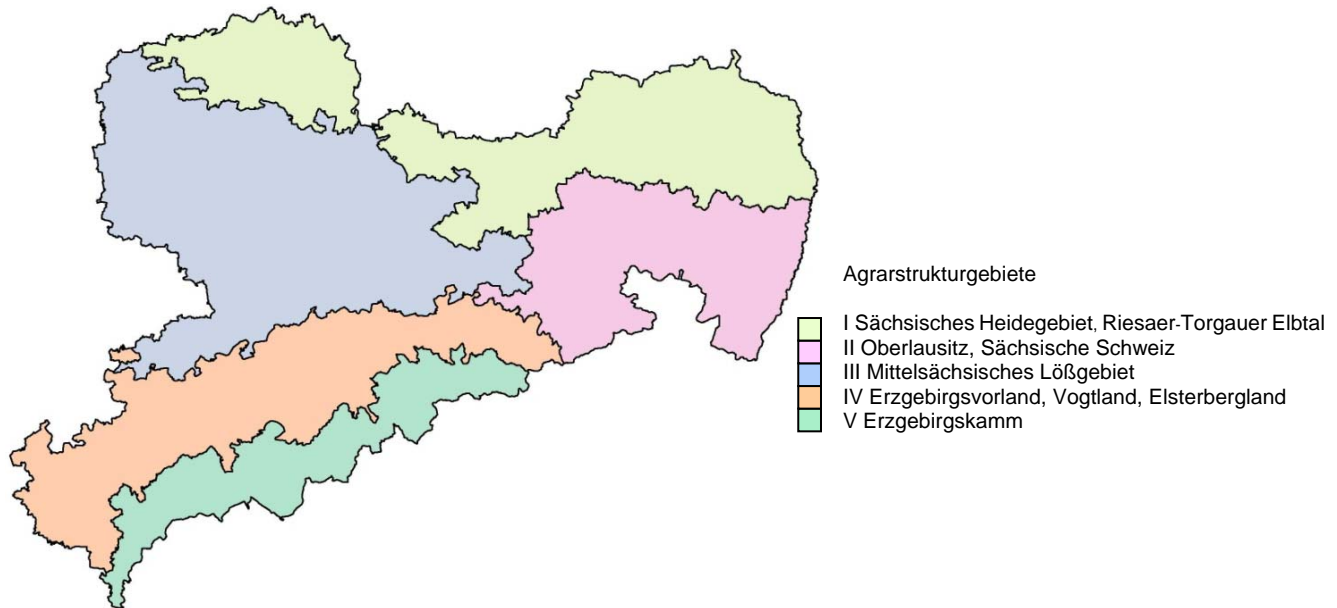 Agrarstrukturgebiete
I Sächsisches Heidegebiet, Riesaer-Torgauer Elbtal
II Oberlausitz, Sächsische Schweiz
III Mittelsächsisches Lößgebiet
IV Erzgebirgsvorland, Vogtland, Elsterbergland
V Erzgebirgskamm